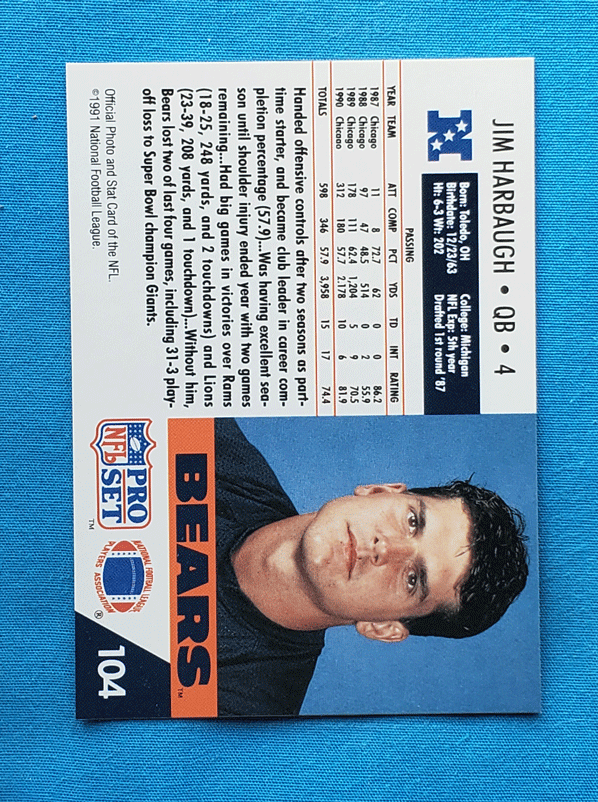 JIM HARBAUGH • QB • 4
N
Born: Toledo, OH College: Michigan
Birthdate: 12/23/63 NFL Exp: 5th year
Ht: 6-3 Wt: 202 Drafted 1st round '87
PASSING
YEAR TEAM ATT COMP PCT YDS TD INT RATING
1987 Chicago 11 8 72.7 62 0 0 86.2
1988 Chicago 97 47 48.5 514 0 2 55.9
1989 Chicago 178 111 62.4 1,204 5 9 70.5
1990 Chicago 312 180 57.7 2,178 10 6 81.9
TOTALS 598 346 57.9 3,958 15 17 74.4
Handed offensive controls after two seasons as part-
time starter, and became club leader in career com-
pletion percentage (57.9)...Was having excellent sea-
son until shoulder injury ended year with two games
remaining...Had big games in victories over Rams
(18-25, 248 yards, and 2 touchdowns) and Lions
(23-39, 208 yards, and 1 touchdown)...Without him,
Bears lost two of last four games, including 31-3 play-
off loss to Super Bowl champion Giants.
Official Photo and Stat Card of the NFL.
©1991 National Football League.
BEARS™
PRO
NFL
SET™
NATIONAL FOOTBALL LEAGUE
PLAYERS ASSOCIATION®
104